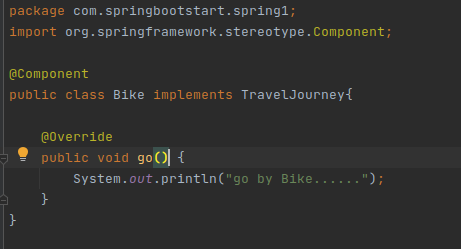 package com.springbootstart.spring1;
import org.springframework.stereotype.Component;
@Component
public class Bike implements TravelJourney{
@Override
public void go() {
System.out.println("go by Bike......");
}
}